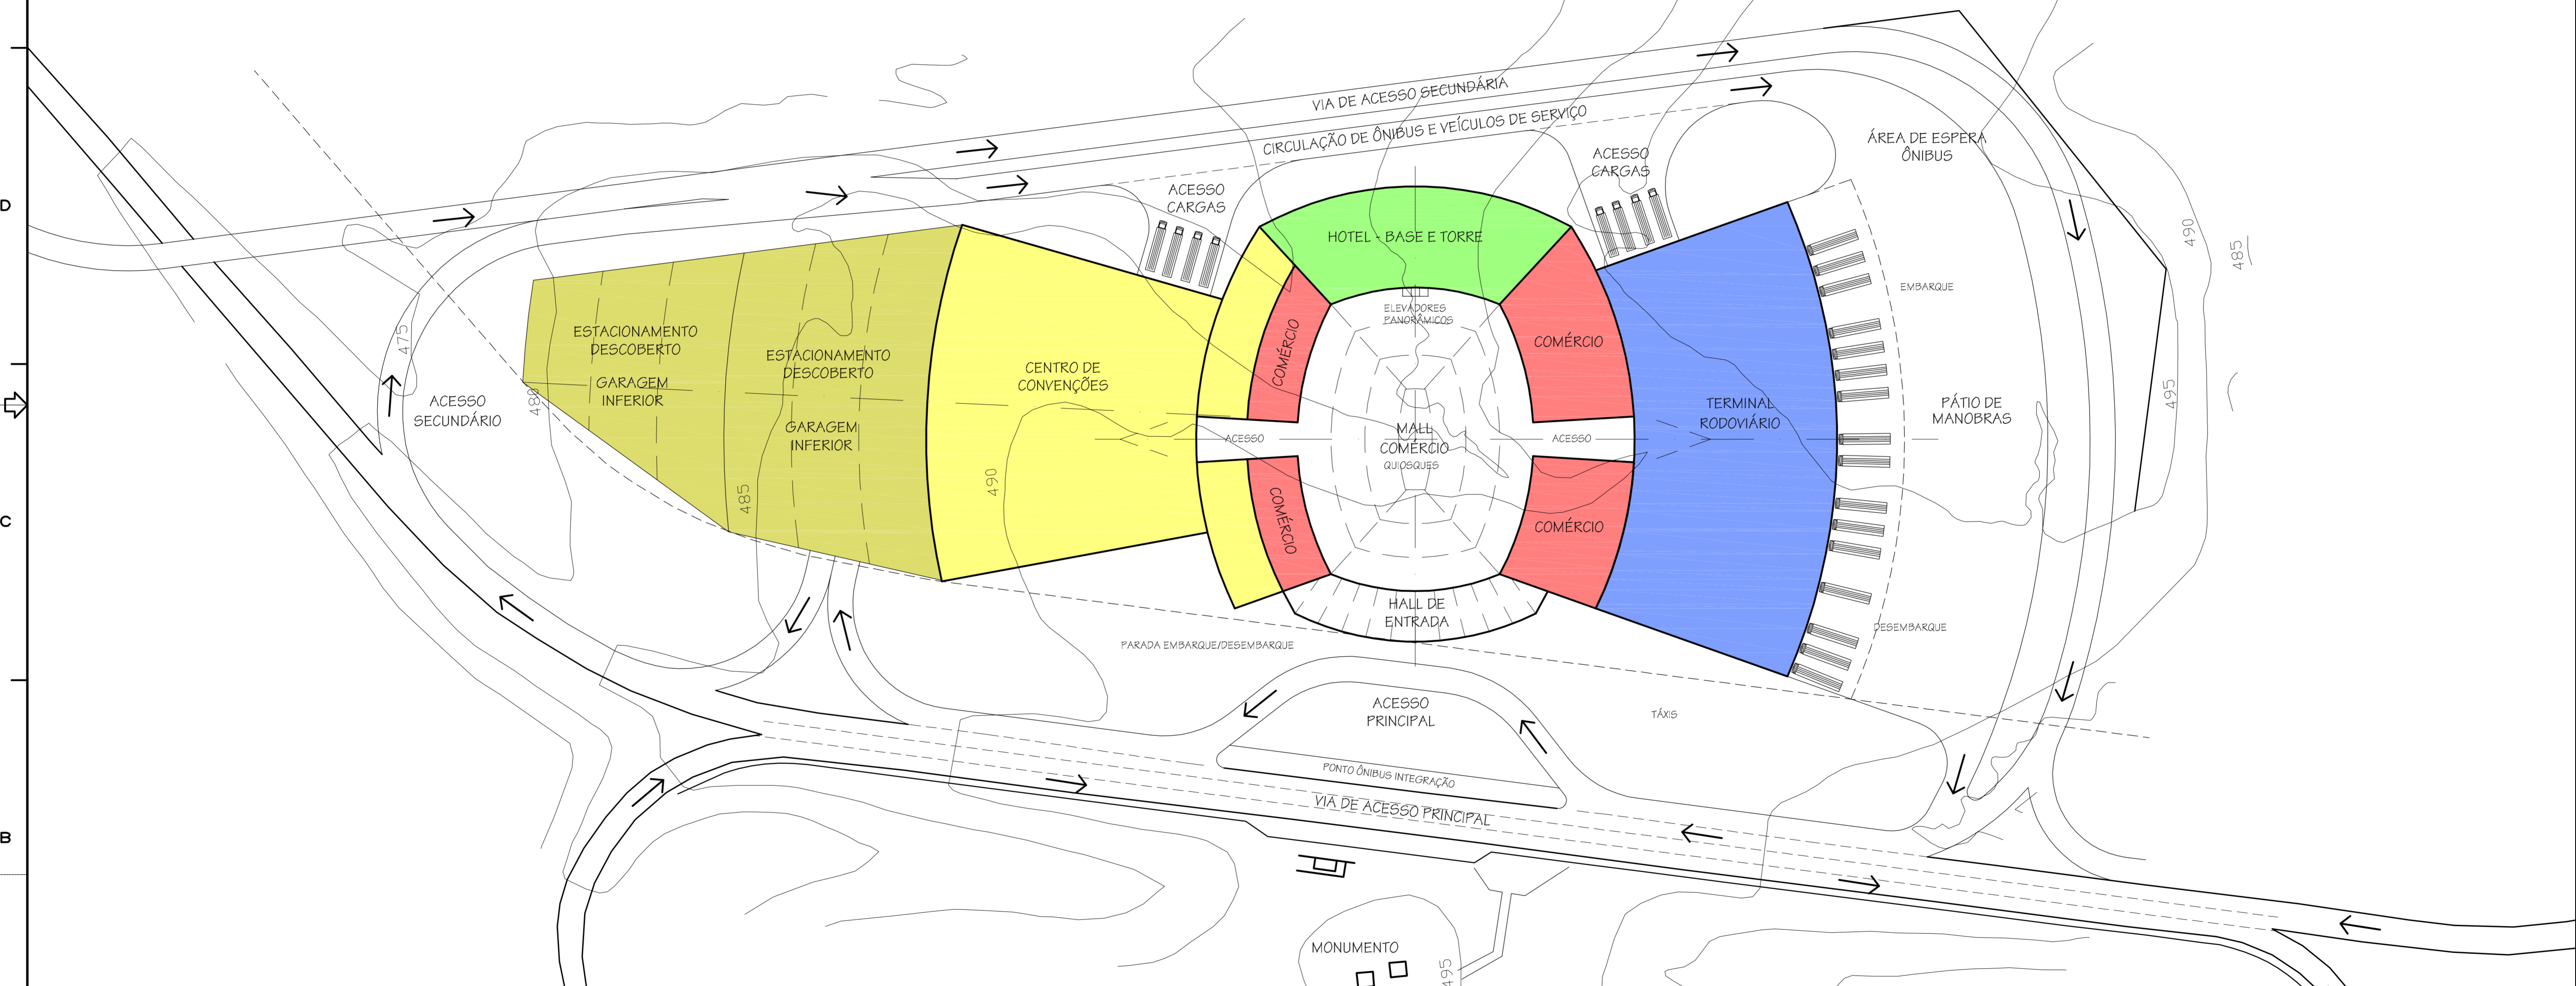 VIA DE ACESSO SECUNDÁRIA
CIRCULAÇÃO DE ÔNIBUS E VEÍCULOS DE SERVIÇO
ÁREA DE ESPERA
ÔNIBUS
ACESSO
CARGAS
ACESSO
CARGAS
D
490
485
HOTEL - BASE E TORRE
EMBARQUE
ELEVADORES
PANORÂMICOS
475
ESTACIONAMENTO
DESCOBERTO
GARAGEM
INFERIOR
ESTACIONAMENTO
DESCOBERTO
GARAGEM
INFERIOR
CENTRO DE
CONVENÇÕES
COMÉRCIO
COMÉRCIO
480
ACESSO
SECUNDÁRIO
TERMINAL
RODOVIÁRIO
PÁTIO DE
MANOBRAS
495
ACESSO
MALL
COMÉRCIO
QUIOSQUES
ACESSO
485
490
C
COMÉRCIO
COMÉRCIO
HALL DE
ENTRADA
DESEMBARQUE
PARADA EMBARQUE/DESEMBARQUE
ACESSO
PRINCIPAL
TÁXIS
PONTO ÔNIBUS INTEGRAÇÃO
VIA DE ACESSO PRINCIPAL
B
MONUMENTO
495